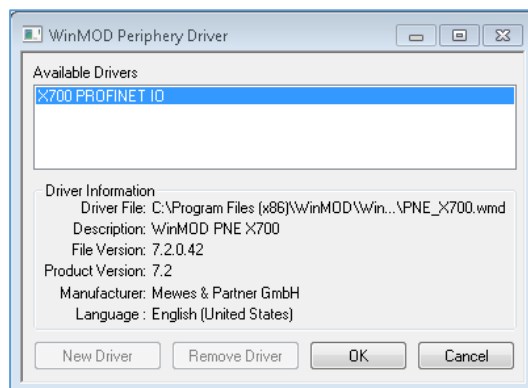 WinMOD Periphery Driver
Available Drivers
X700 PROFINET IO
Driver Information
Driver File: C:\Program Files (x86)\WinMOD\Win...\PNE_X700.wmd
Description: WinMOD PNE X700
File Version: 7.2.0.42
Product Version: 7.2
Manufacturer: Mewes & Partner GmbH
Language : English (United States)
New Driver Remove Driver OK Cancel